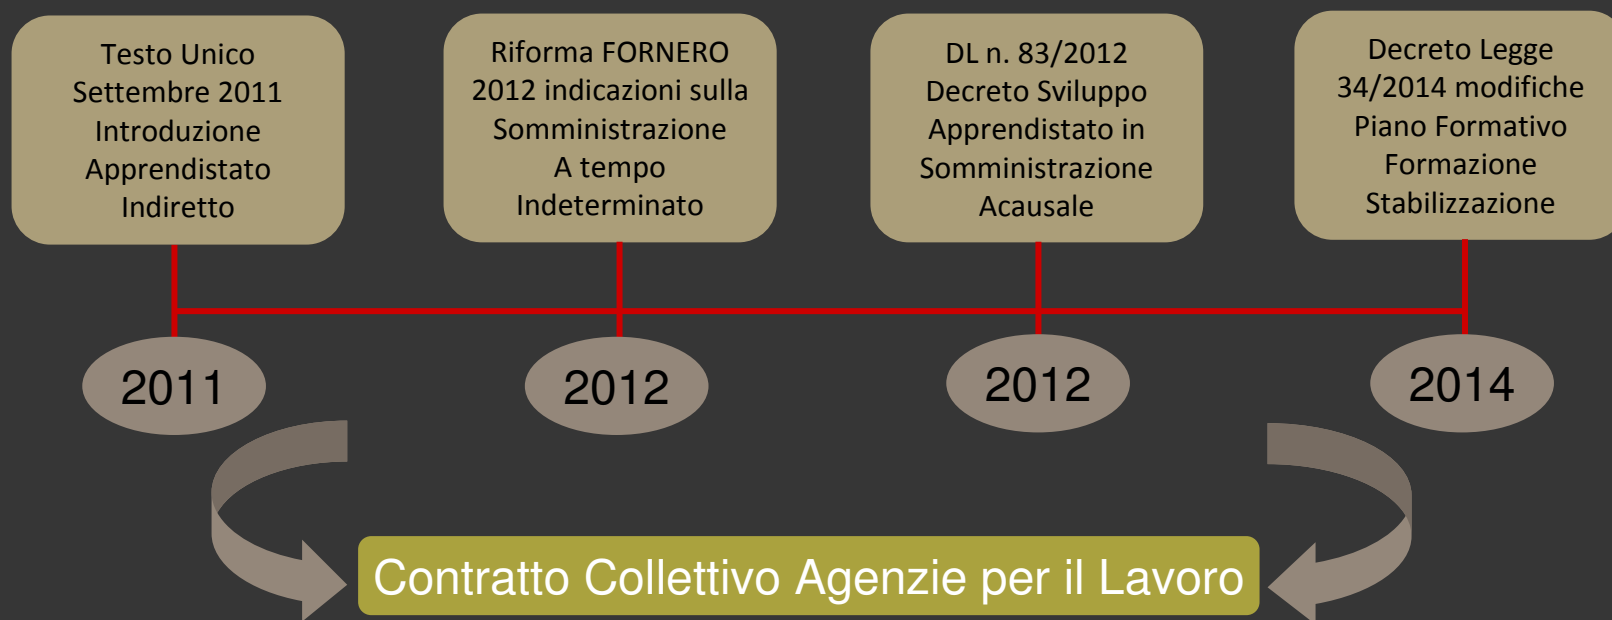 Testo Unico
Settembre 2011
Introduzione
Apprendistato
Indiretto
Riforma FORNERO
2012 indicazioni sulla
Somministrazione
A tempo
Indeterminato
DL n. 83/2012
Decreto Sviluppo
Apprendistato in
Somministrazione
Acausale
Decreto Legge
34/2014 modifiche
Piano Formativo
Formazione
Stabilizzazione
2011
2012
2012
2014
Contratto Collettivo Agenzie per il Lavoro